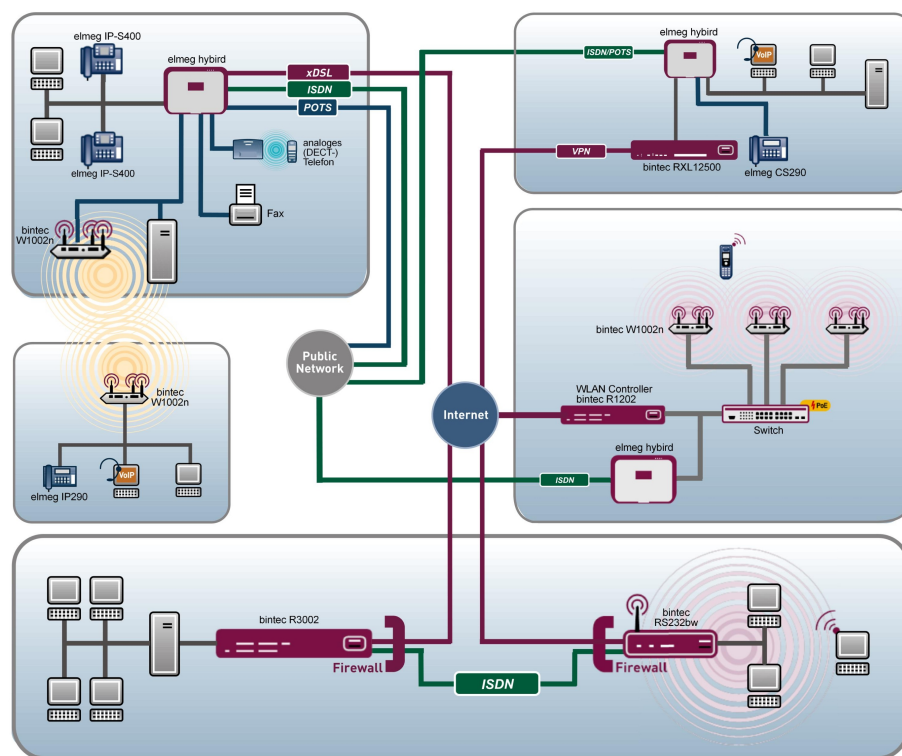 elmeg IP-S400
elmeg hybird
elmeg IP-S400
xDSL
ISDN
POTS
analoges
(DECT-)
Telefon
Fax
bintec
W1002n
ISDN/POTS
elmeg hybird
VoIP
VPN
bintec RXL12500
elmeg CS290
bintec
W1002n
elmeg IP290
VoIP
Public
Network
Internet
bintec W1002n
WLAN Controller
bintec R1202
PoE
Switch
elmeg hybird
ISDN
bintec R3002
Firewall
ISDN
bintec
RS232bw
Firewall